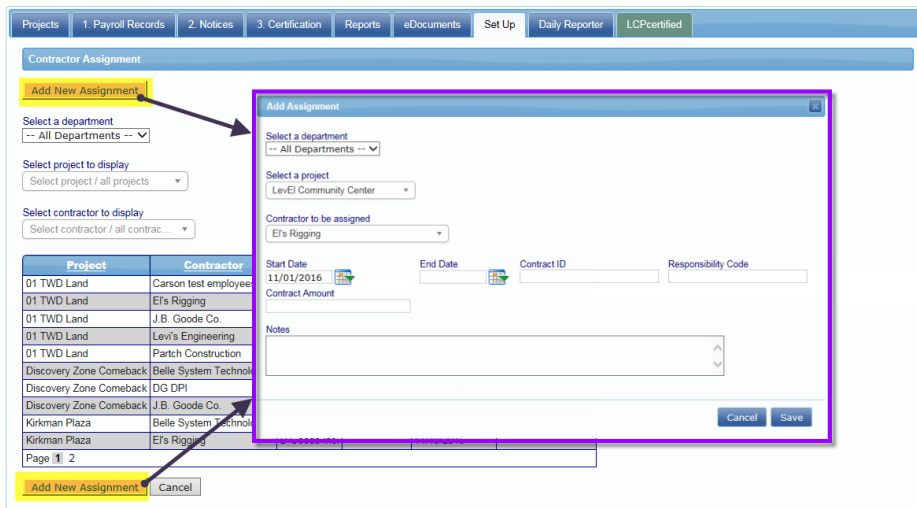 Projects 1. Payroll Records 2. Notices 3. Certification Reports eDocuments Set Up Daily Reporter LCPcertified
Contractor Assignment
Add New Assignment
Select a department
-- All Departments --
Select project to display
Select project / all projects
Select contractor to display
Select contractor / all contrac...
Project Contractor
01 TWD Land Carson test employees
01 TWD Land El's Rigging
01 TWD Land J.B. Goode Co.
01 TWD Land Levi's Engineering
01 TWD Land Partch Construction
Discovery Zone Comeback Belle System Technolo
Discovery Zone Comeback DG DPI
Discovery Zone Comeback J.B. Goode Co.
Kirkman Plaza Belle System Technolo
Kirkman Plaza El's Rigging
Page 1 2
Add New Assignment Cancel
Add Assignment
Select a department
-- All Departments --
Select a project
LevEl Community Center
Contractor to be assigned
El's Rigging
Start Date End Date Contract ID Responsibility Code
11/01/2016
Contract Amount
Notes
Cancel Save